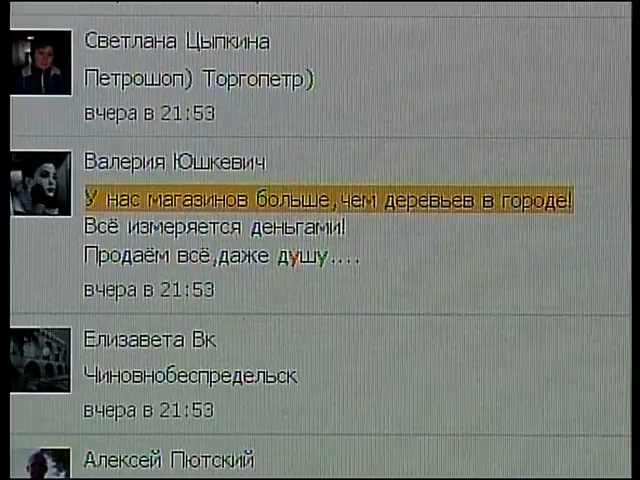 Светлана Цыпкина
Петрошоп) Торгопетр)
вчера в 21:53
Валерия Юшкевич
У нас магазинов больше,чем деревьев в городе!
Всё измеряется деньгами!
Продаём всё,даже душу....
вчера в 21:53
Елизавета Вк
Чиновнобеспредельск
вчера в 21:53
Алексей Пютский